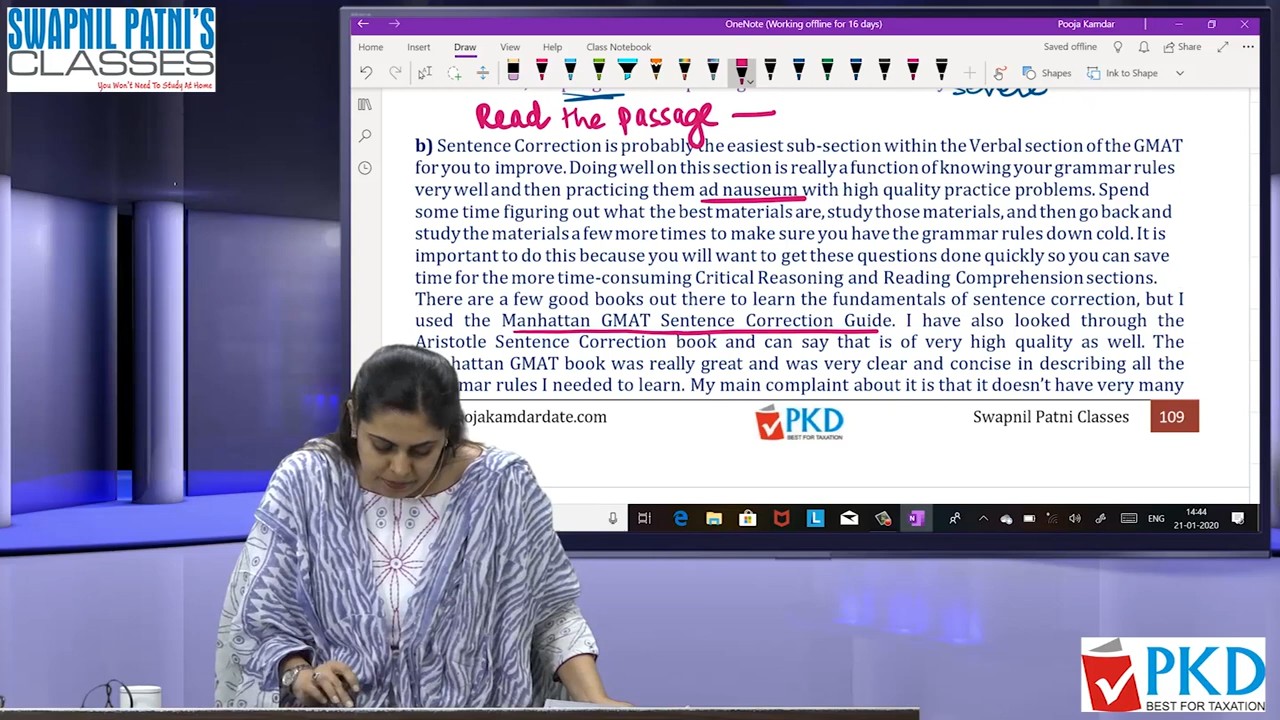 SWAPNIL PATNI'S
CLASSES
You Won't Need To Study At Home
OneNote (Working offline for 16 days)
Pooja Kamdar
Home Insert Draw View Help Class Notebook
Saved offline Share
Shapes Ink to Shape
severe
Read the passage —
b) Sentence Correction is probably the easiest sub-section within the Verbal section of the GMAT
for you to improve. Doing well on this section is really a function of knowing your grammar rules
very well and then practicing them ad nauseum with high quality practice problems. Spend
some time figuring out what the best materials are, study those materials, and then go back and
study the materials a few more times to make sure you have the grammar rules down cold. It is
important to do this because you will want to get these questions done quickly so you can save
time for the more time-consuming Critical Reasoning and Reading Comprehension sections.
There are a few good books out there to learn the fundamentals of sentence correction, but I
used the Manhattan GMAT Sentence Correction Guide. I have also looked through the
Aristotle Sentence Correction book and can say that is of very high quality as well. The
hattan GMAT book was really great and was very clear and concise in describing all the
mar rules I needed to learn. My main complaint about it is that it doesn't have very many
ojakamdardate.com
PKD
BEST FOR TAXATION
Swapnil Patni Classes 109
ENG
14:44
21-01-2020
PKD
BEST FOR TAXATION